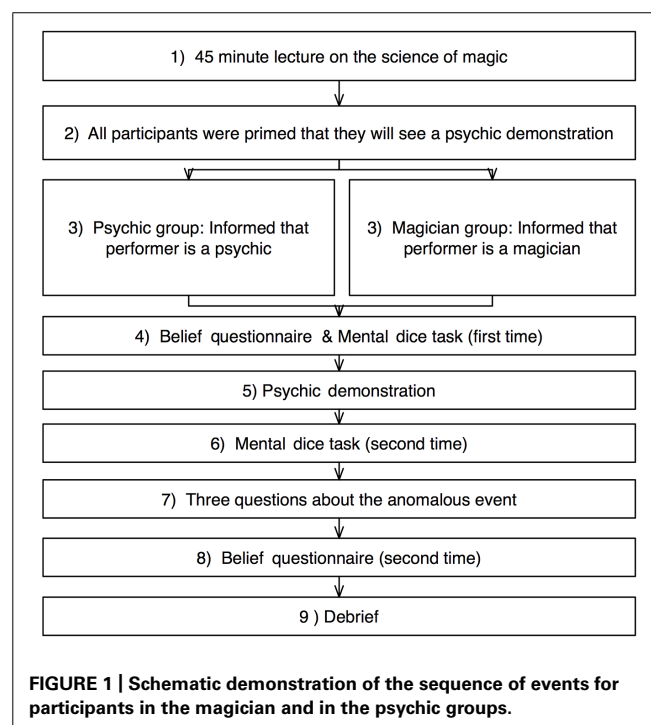 1) 45 minute lecture on the science of magic
2) All participants were primed that they will see a psychic demonstration
3) Psychic group: Informed that
performer is a psychic
3) Magician group: Informed that
performer is a magician
4) Belief questionnaire & Mental dice task (first time)
5) Psychic demonstration
6) Mental dice task (second time)
7) Three questions about the anomalous event
8) Belief questionnaire (second time)
9 ) Debrief
FIGURE 1 | Schematic demonstration of the sequence of events for
participants in the magician and in the psychic groups.